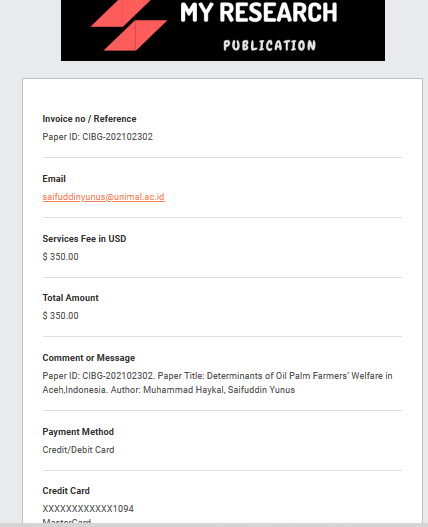 MY RESEARCH
PUBLICATION
Invoice no / Reference
Paper ID: CIBG-202102302
Email
saifuddinyunus@unimal.ac.id
Services Fee in USD
$ 350.00
Total Amount
$ 350.00
Comment or Message
Paper ID: CIBG-202102302. Paper Title: Determinants of Oil Palm Farmers' Welfare in
Aceh,Indonesia. Author: Muhammad Haykal, Saifuddin Yunus
Payment Method
Credit/Debit Card
Credit Card
XXXXXXXXXXXX1094
MasterCard